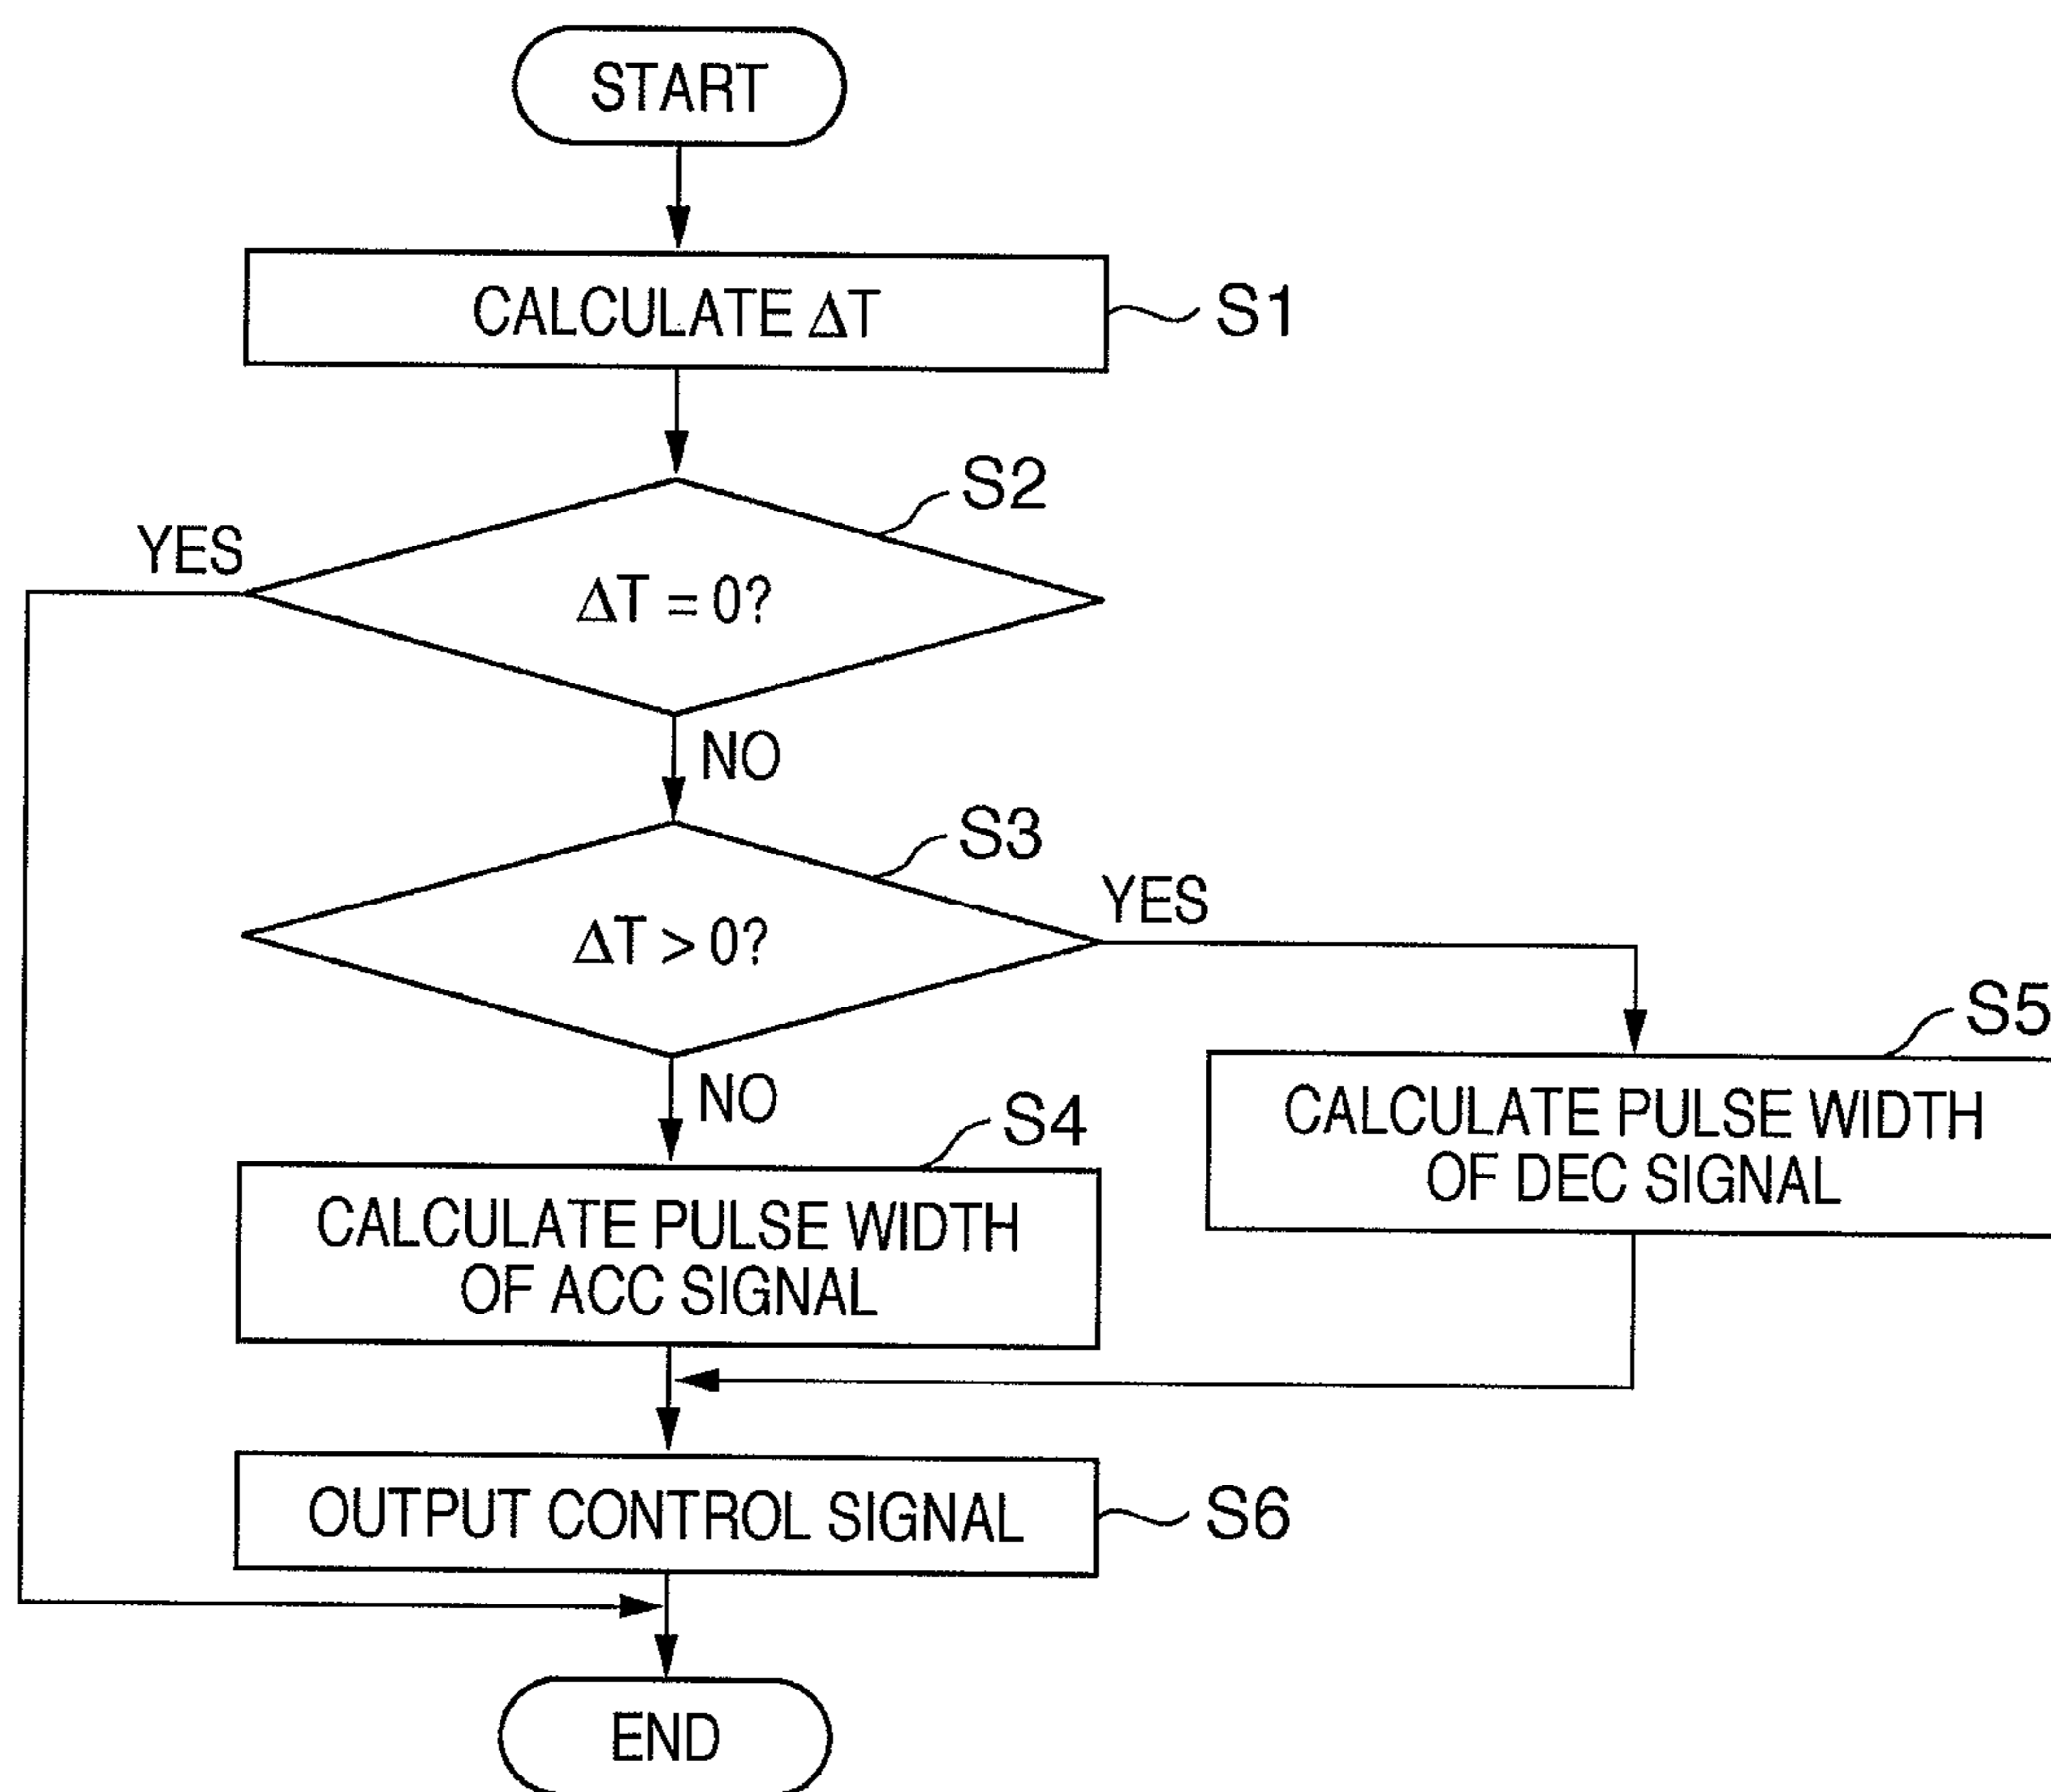 START
CALCULATE ΔT
S1
S2
YES
ΔT = 0?
NO
S3
YES
ΔT > 0?
S5
NO
S4
CALCULATE PULSE WIDTH
OF DEC SIGNAL
CALCULATE PULSE WIDTH
OF ACC SIGNAL
OUTPUT CONTROL SIGNAL
S6
END